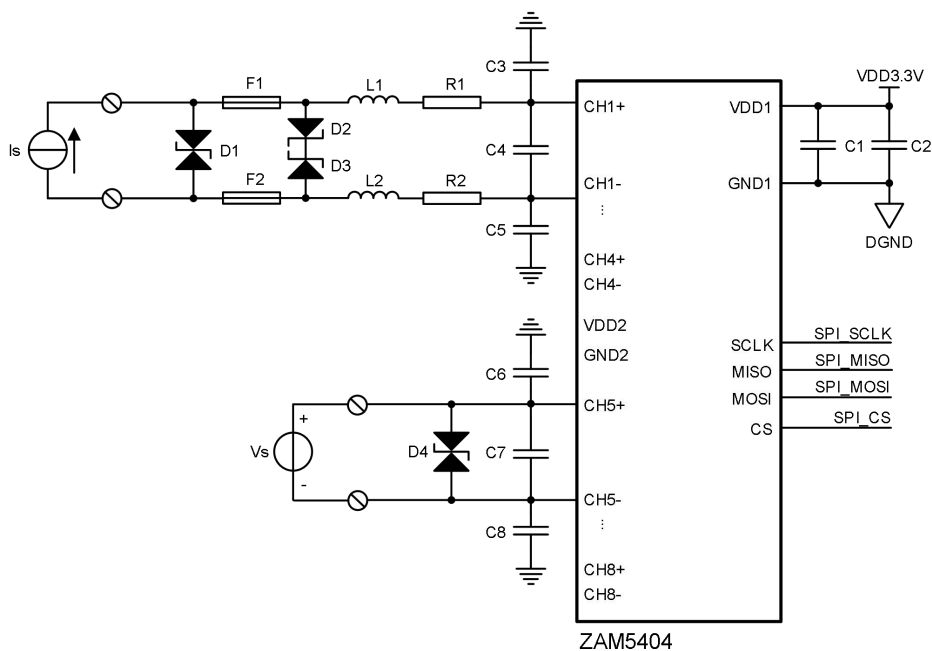 VDD3.3V
C3
F1
L1
R1
CH1+
VDD1
D2
Is
D1
C4
C1
C2
D3
F2
L2
R2
CH1-
GND1
...
C5
DGND
CH4+
CH4-
VDD2
SPI_SCLK
SCLK
GND2
SPI_MISO
C6
MISO
SPI_MOSI
MOSI
CH5+
SPI_CS
CS
+
Vs
D4
C7
-
CH5-
...
C8
CH8+
CH8-
ZAM5404